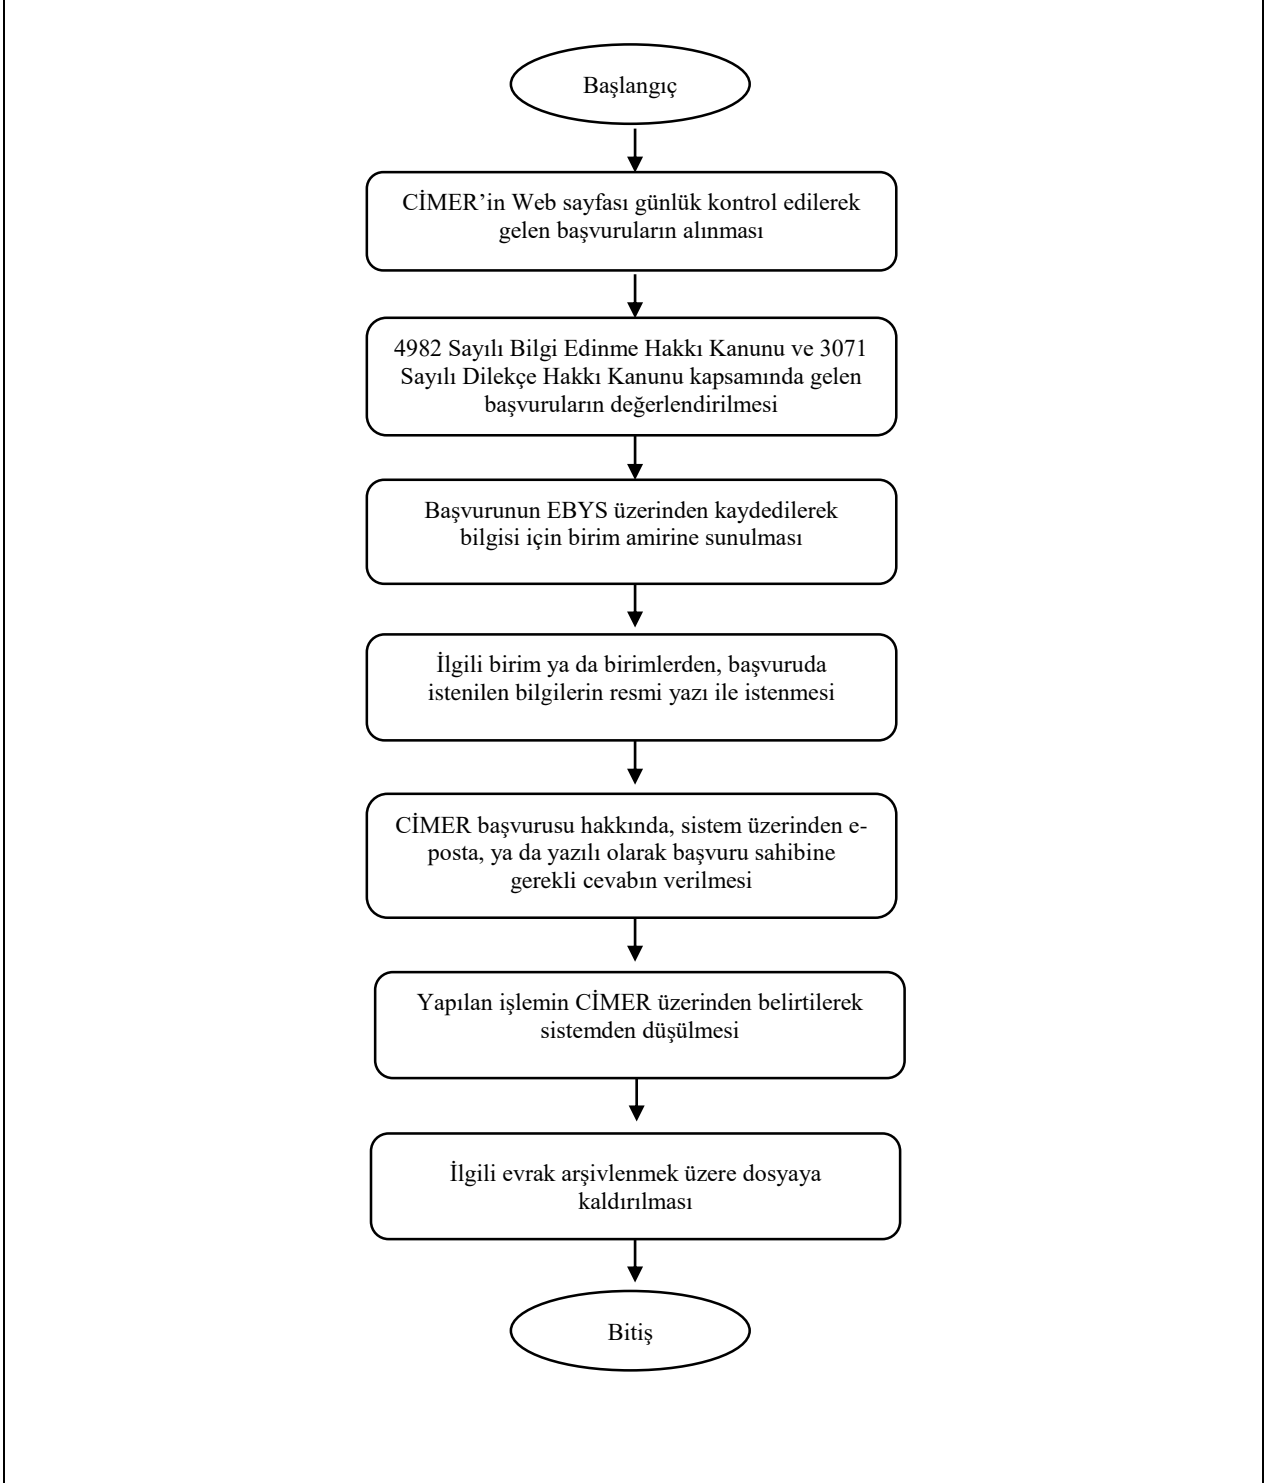 Başlangıç
CİMER’in Web sayfası günlük kontrol edilerek
gelen başvuruların alınması
4982 Sayılı Bilgi Edinme Hakkı Kanunu ve 3071
Sayılı Dilekçe Hakkı Kanunu kapsamında gelen
başvuruların değerlendirilmesi
Başvurunun EBYS üzerinden kaydedilerek
bilgisi için birim amirine sunulması
İlgili birim ya da birimlerden, başvuruda
istenilen bilgilerin resmi yazı ile istenmesi
CİMER başvurusu hakkında, sistem üzerinden e-
posta, ya da yazılı olarak başvuru sahibine
gerekli cevabın verilmesi
Yapılan işlemin CİMER üzerinden belirtilerek
sistemden düşülmesi
İlgili evrak arşivlenmek üzere dosyaya
kaldırılması
Bitiş